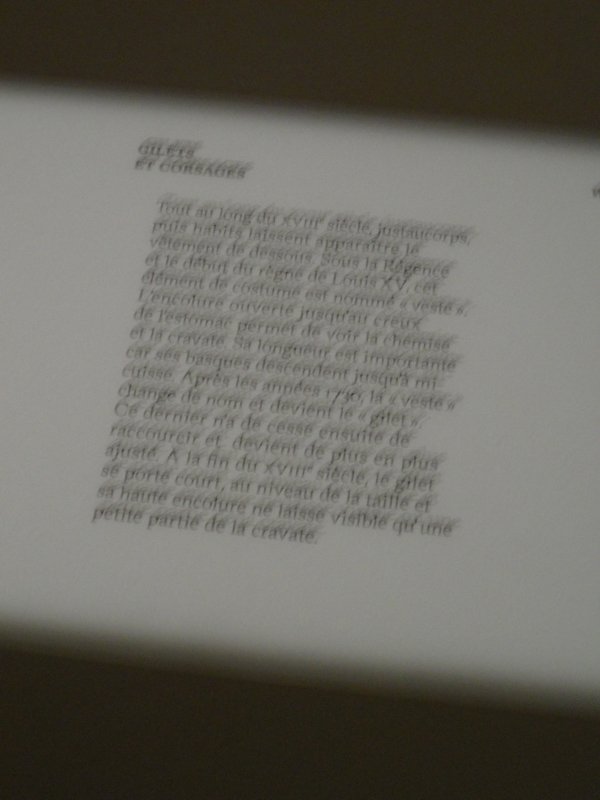 GILETS
ET CORSAGES
Tout au long du XVIIIe siècle, justaucorps,
puis habits laissent apparaître le
vêtement de dessous. Sous la Régence
et le début du règne de Louis XV, cet
élément de costume est nommé « veste ».
L'encolure ouverte jusqu'au creux
de l'estomac permet de voir la chemise
et la cravate. Sa longueur est importante
car ses basques descendent jusqu'à mi
cuisse. Après les années 1730, la « veste »
change de nom et devient le « gilet ».
Ce dernier n'a de cesse ensuite de
raccourcir et devient de plus en plus
ajusté. A la fin du XVIIIe siècle, le gilet
se porte court, au niveau de la taille et
sa haute encolure ne laisse visible qu'une
petite partie de la cravate.